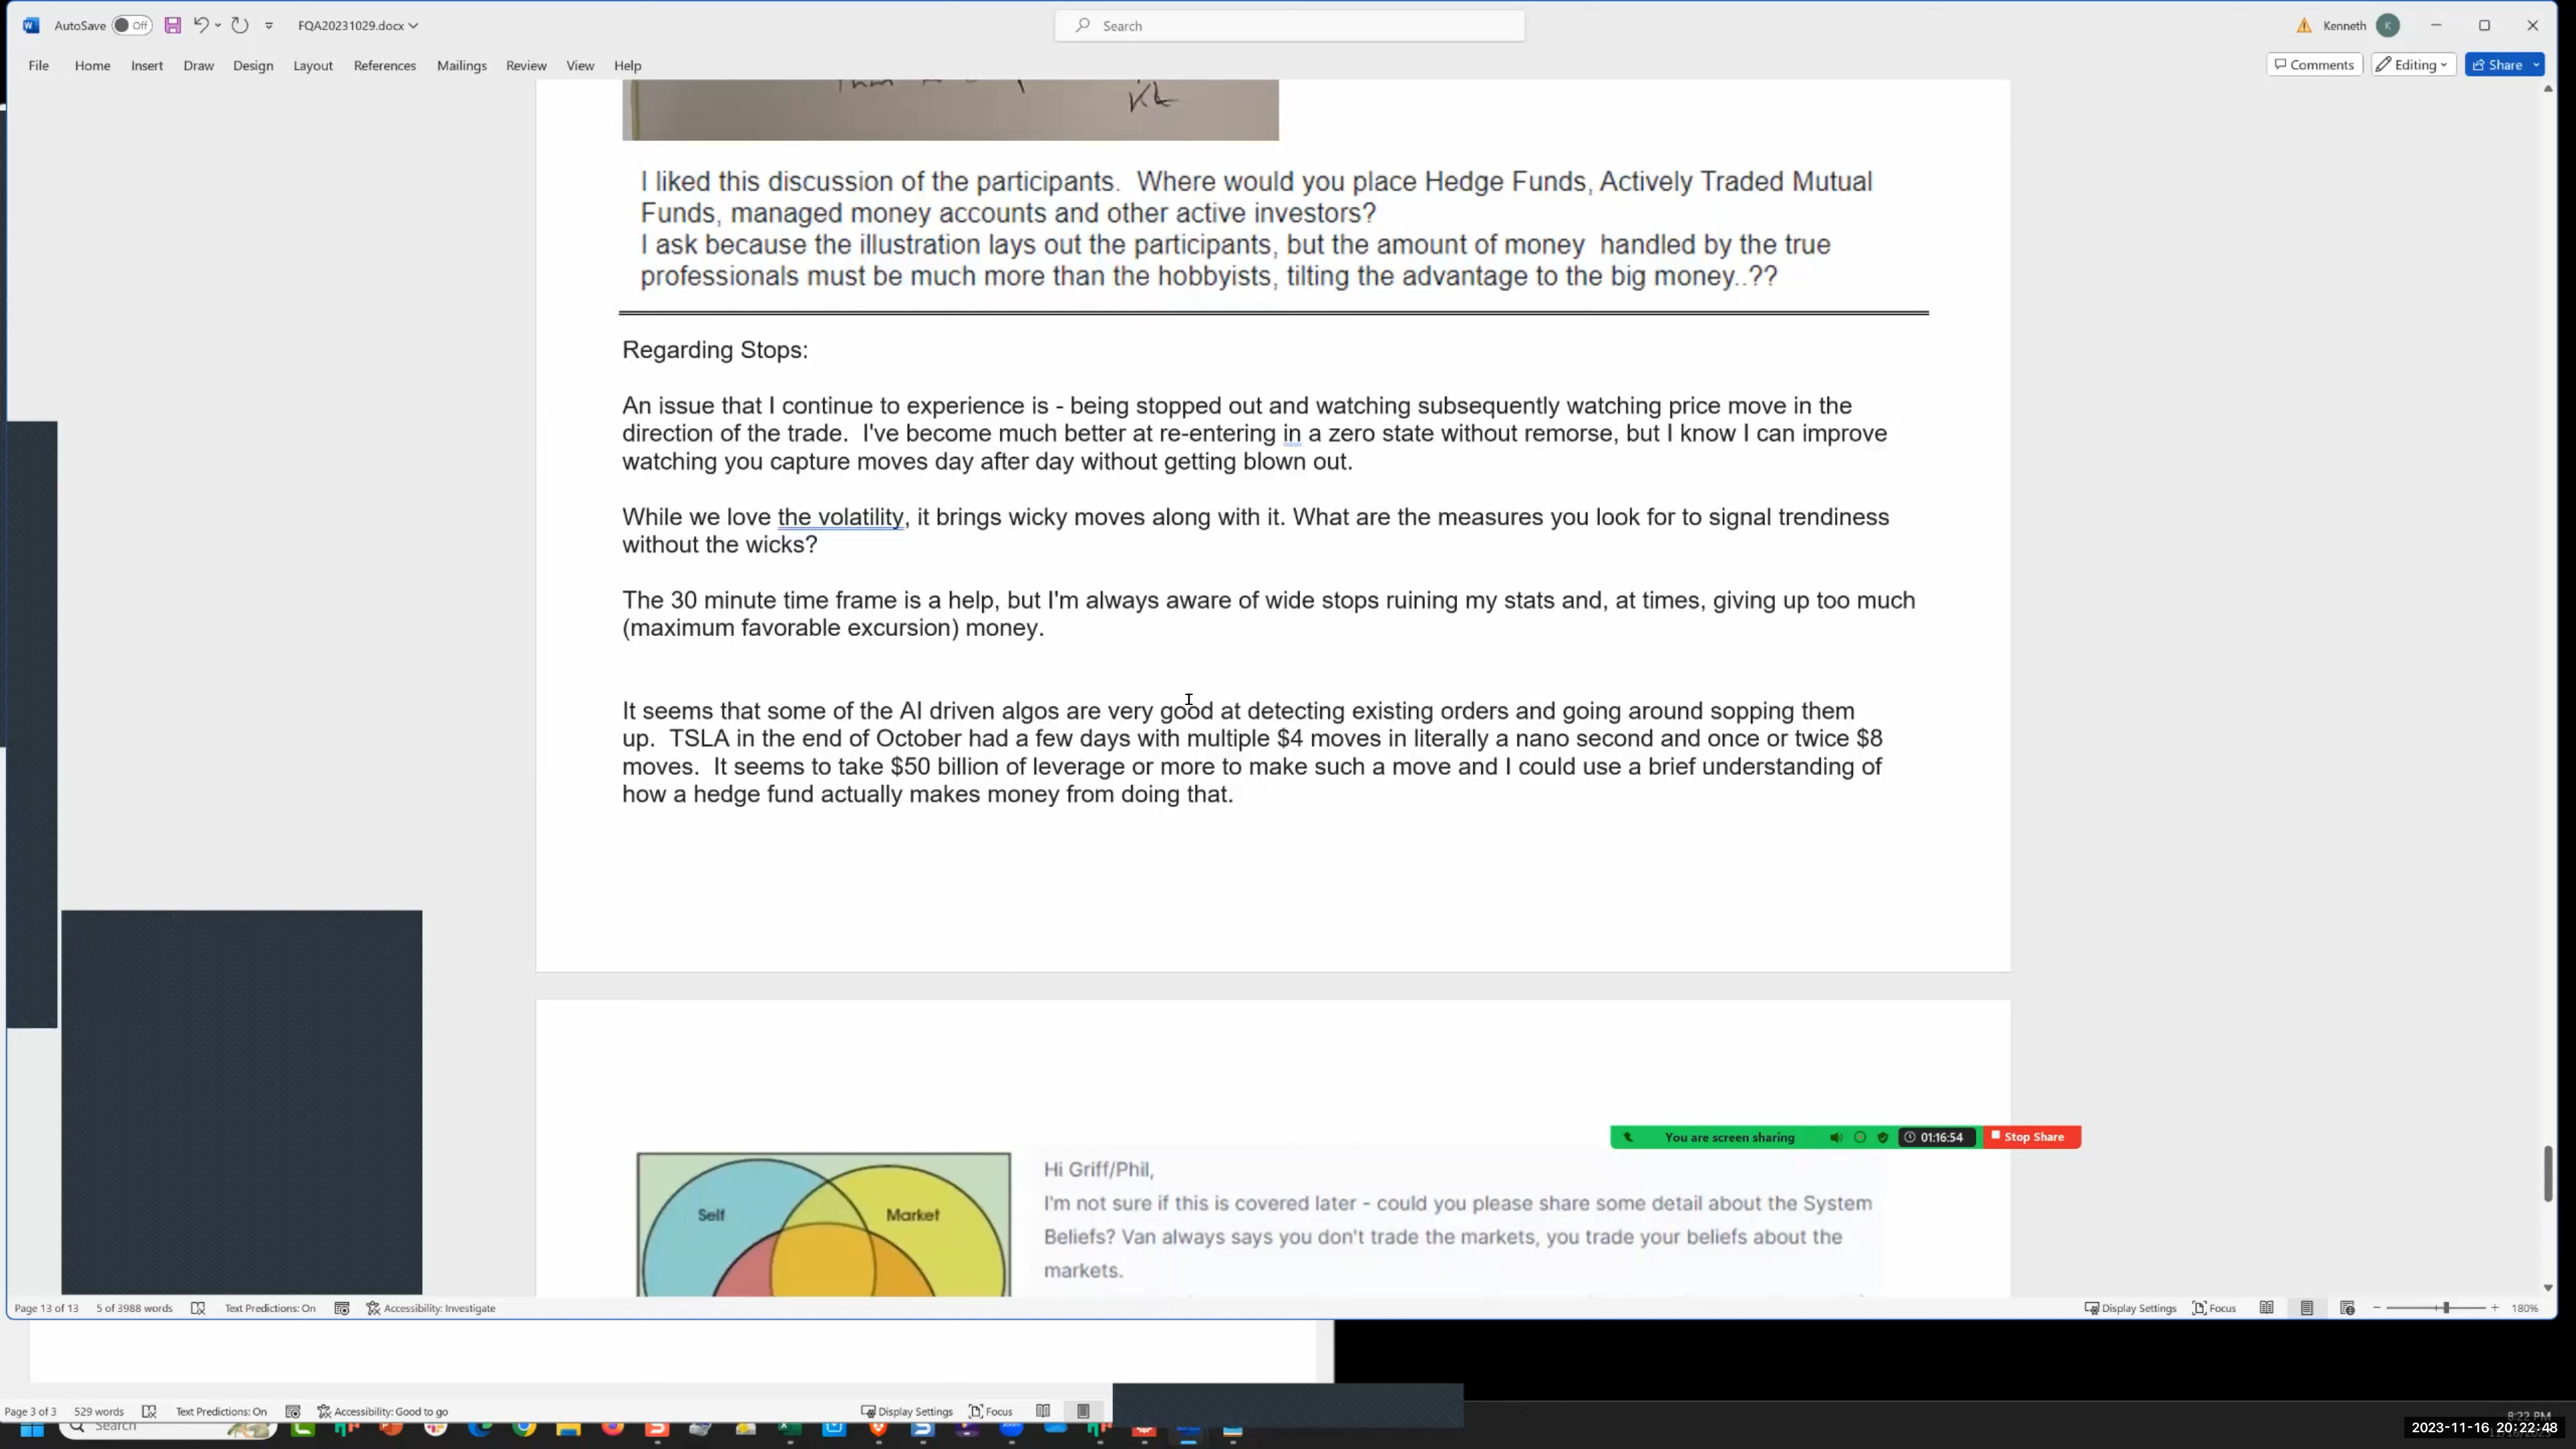 AutoSave Off FQA20231029.docx Search Kenneth K
File Home Insert Draw Design Layout References Mailings Review View Help Comments Editing Share
I liked this discussion of the participants. Where would you place Hedge Funds, Actively Traded Mutual
Funds, managed money accounts and other active investors?
I ask because the illustration lays out the participants, but the amount of money handled by the true
professionals must be much more than the hobbyists, tilting the advantage to the big money..??
Regarding Stops:
An issue that I continue to experience is - being stopped out and watching subsequently watching price move in the
direction of the trade. I've become much better at re-entering in a zero state without remorse, but I know I can improve
watching you capture moves day after day without getting blown out.
While we love the volatility, it brings wicky moves along with it. What are the measures you look for to signal trendiness
without the wicks?
The 30 minute time frame is a help, but I'm always aware of wide stops ruining my stats and, at times, giving up too much
(maximum favorable excursion) money.
It seems that some of the AI driven algos are very good at detecting existing orders and going around sopping them
up. TSLA in the end of October had a few days with multiple $4 moves in literally a nano second and once or twice $8
moves. It seems to take $50 billion of leverage or more to make such a move and I could use a brief understanding of
how a hedge fund actually makes money from doing that.
You are screen sharing 01:16:54 Stop Share
Self Market
Hi Griff/Phil,
I'm not sure if this is covered later - could you please share some detail about the System
Beliefs? Van always says you don't trade the markets, you trade your beliefs about the
markets.
Page 13 of 13 5 of 3988 words Text Predictions: On Accessibility: Investigate Display Settings Focus 180%
Page 3 of 3 529 words Text Predictions: On Accessibility: Good to go Display Settings Focus
Search
8:22 PM
2023-11-16 20:22:48